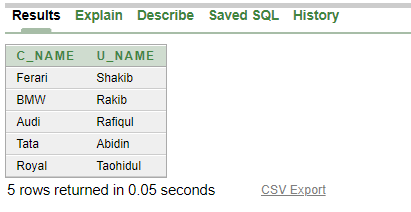 Results Explain Describe Saved SQL History
C_NAME U_NAME
Ferari Shakib
BMW Rakib
Audi Rafiqul
Tata Abidin
Royal Taohidul
5 rows returned in 0.05 seconds CSV Export